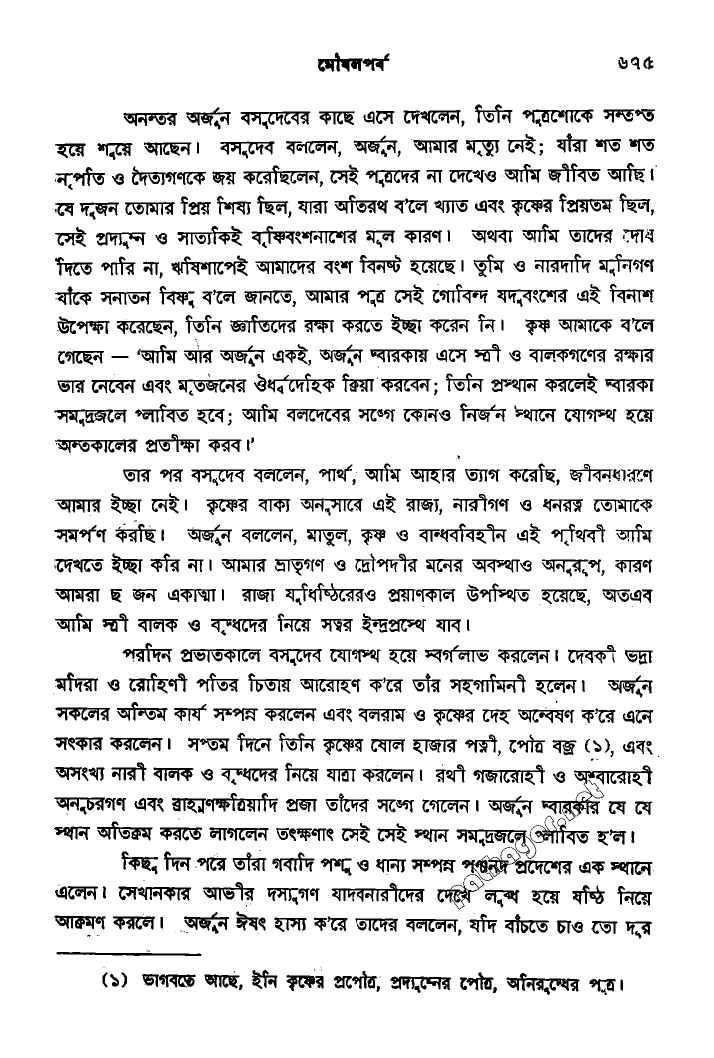 মৌষলপর্ব ৬৭৫
অনন্তর অর্জুন বসুদেবের কাছে এসে দেখলেন, তিনি পুত্রশোকে সন্তপ্ত
হয়ে শুয়ে আছেন। বসুদেব বললেন, অর্জুন, আমার মৃত্যু নেই; যাঁরা শত শত
নৃপতি ও দৈত্যগণকে জয় করেছিলেন, সেই পুত্রদের না দেখেও আমি জীবিত আছি।
যে দুজন তোমার প্রিয় শিষ্য ছিল, যারা অতিরথ ব'লে খ্যাত এবং কৃষ্ণের প্রিয়তম ছিল,
সেই প্রদ্যুম্ন ও সাত্যকিই বৃষ্ণিবংশনাশের মূল কারণ। অথবা আমি তাদের দোষ
দিতে পারি না, ঋষিশাপেই আমাদের বংশ বিনষ্ট হয়েছে। তুমি ও নারদাদি মুনিগণ
যাঁকে সনাতন বিষ্ণু ব'লে জানতে, আমার পুত্র সেই গোবিন্দ যদুবংশের এই বিনাশ
উপেক্ষা করেছেন, তিনি জ্ঞাতিদের রক্ষা করতে ইচ্ছা করেন নি। কৃষ্ণ আমাকে ব'লে
গেছেন — 'আমি আর অর্জুন একই, অর্জুন দ্বারকায় এসে স্ত্রী ও বালকগণের রক্ষার
ভার নেবেন এবং মৃতজনের ঔর্ধ্বদেহিক ক্রিয়া করবেন; তিনি প্রস্থান করলেই দ্বারকা
সমুদ্রজলে প্লাবিত হবে; আমি বলদেবের সঙ্গে কোনও নির্জন স্থানে যোগস্থ হয়ে
অন্তকালের প্রতীক্ষা করব।'
তার পর বসুদেব বললেন, পার্থ, আমি আহার ত্যাগ করেছি, জীবনধারণে
আমার ইচ্ছা নেই। কৃষ্ণের বাক্য অনুসারে এই রাজ্য, নারীগণ ও ধনরত্ন তোমাকে
সমর্পণ করছি। অর্জুন বললেন, মাতুল, কৃষ্ণ ও বান্ধববিহীন এই পৃথিবী আমি
দেখতে ইচ্ছা করি না। আমার ভ্রাতৃগণ ও দ্রৌপদীর মনের অবস্থাও অনুরূপ, কারণ
আমরা ছ জন একাত্মা। রাজা যুধিষ্ঠিরেরও প্রয়াণকাল উপস্থিত হয়েছে, অতএব
আমি স্ত্রী বালক ও বৃদ্ধদের নিয়ে সত্বর ইন্দ্রপ্রস্থে যাব।
পরদিন প্রভাতকালে বসুদেব যোগস্থ হয়ে স্বর্গলাভ করলেন। দেবকী ভদ্রা
মদিরা ও রোহিণী পতির চিতায় আরোহণ ক'রে তাঁর সহগামিনী হলেন। অর্জুন
সকলের অন্তিম কার্য সম্পন্ন করলেন এবং বলরাম ও কৃষ্ণের দেহ অন্বেষণ ক'রে এনে
সৎকার করলেন। সপ্তম দিনে তিনি কৃষ্ণের ষোল হাজার পত্নী, পৌত্র বজ্র (১), এবং
অসংখ্য নারী বালক ও বৃদ্ধদের নিয়ে যাত্রা করলেন। রথী গজারোহী ও অশ্বারোহী
অনুচরগণ এবং ব্রাহ্মণক্ষত্রিয়াদি প্রজা তাঁদের সঙ্গে গেলেন। অর্জুন দ্বারকার যে যে
স্থান অতিক্রম করতে লাগলেন তৎক্ষণাৎ সেই সেই স্থান সমুদ্রজলে প্লাবিত হ'ল।
কিছু দিন পরে তাঁরা গবাদি পশু ও ধান্য সম্পন্ন পঞ্চনদ প্রদেশের এক স্থানে
এলেন। সেখানকার আভীর দস্যুগণ যাদবনারীদের দেখে লুব্ধ হয়ে যষ্ঠি নিয়ে
আক্রমণ করলে। অর্জুন ঈষৎ হাস্য ক'রে তাদের বললেন, যদি বাঁচতে চাও তো দূর
(১) ভাগবতে আছে, ইনি কৃষ্ণের প্রপৌত্র, প্রদ্যুম্নের পৌত্র, অনিরুদ্ধের পুত্র।